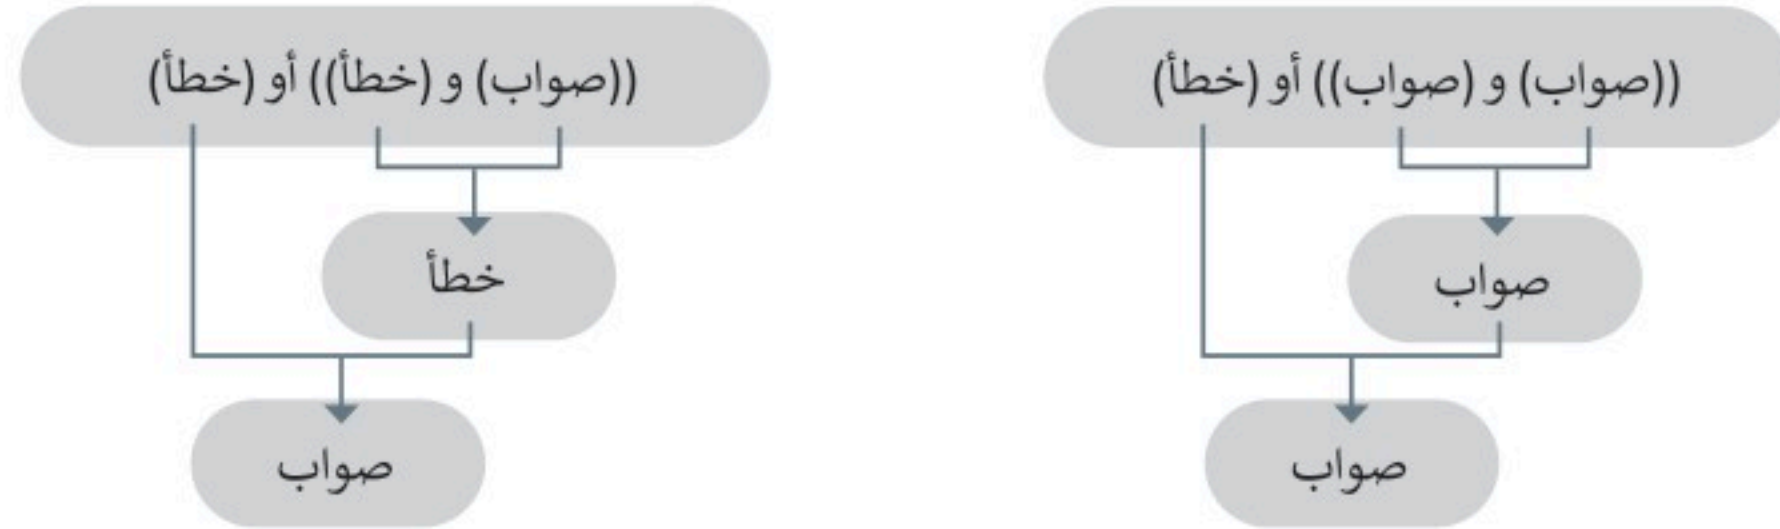 ((صواب) و (صواب)) أو (خطأ)
صواب
صواب
((صواب) و (خطأ)) أو (خطأ)
خطأ
صواب